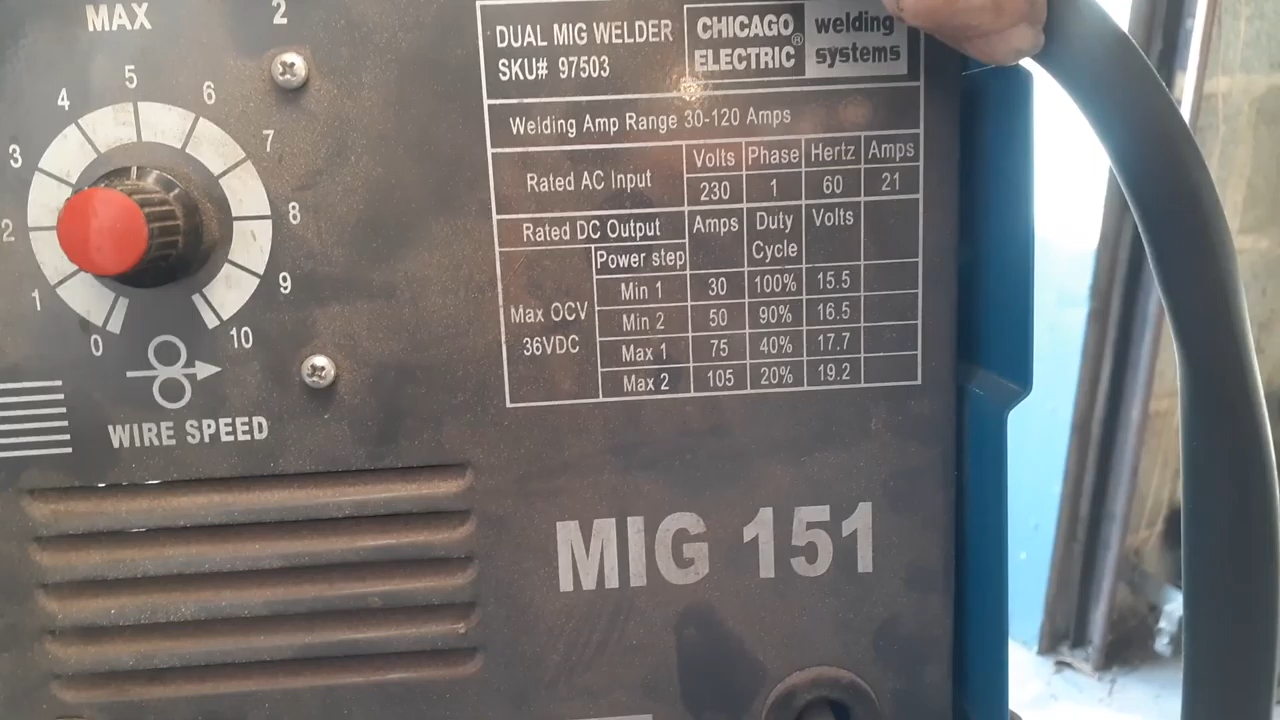 MAX
2
0
1
2
3
4
5
6
7
8
9
10
WIRE SPEED
DUAL MIG WELDER
SKU# 97503
CHICAGO
ELECTRIC®
welding
systems
Welding Amp Range 30-120 Amps
Rated AC Input
Volts Phase Hertz Amps
230 1 60 21
Rated DC Output
Amps Duty Cycle Volts
Power step
Max OCV
36VDC
Min 1 30 100% 15.5
Min 2 50 90% 16.5
Max 1 75 40% 17.7
Max 2 105 20% 19.2
MIG 151